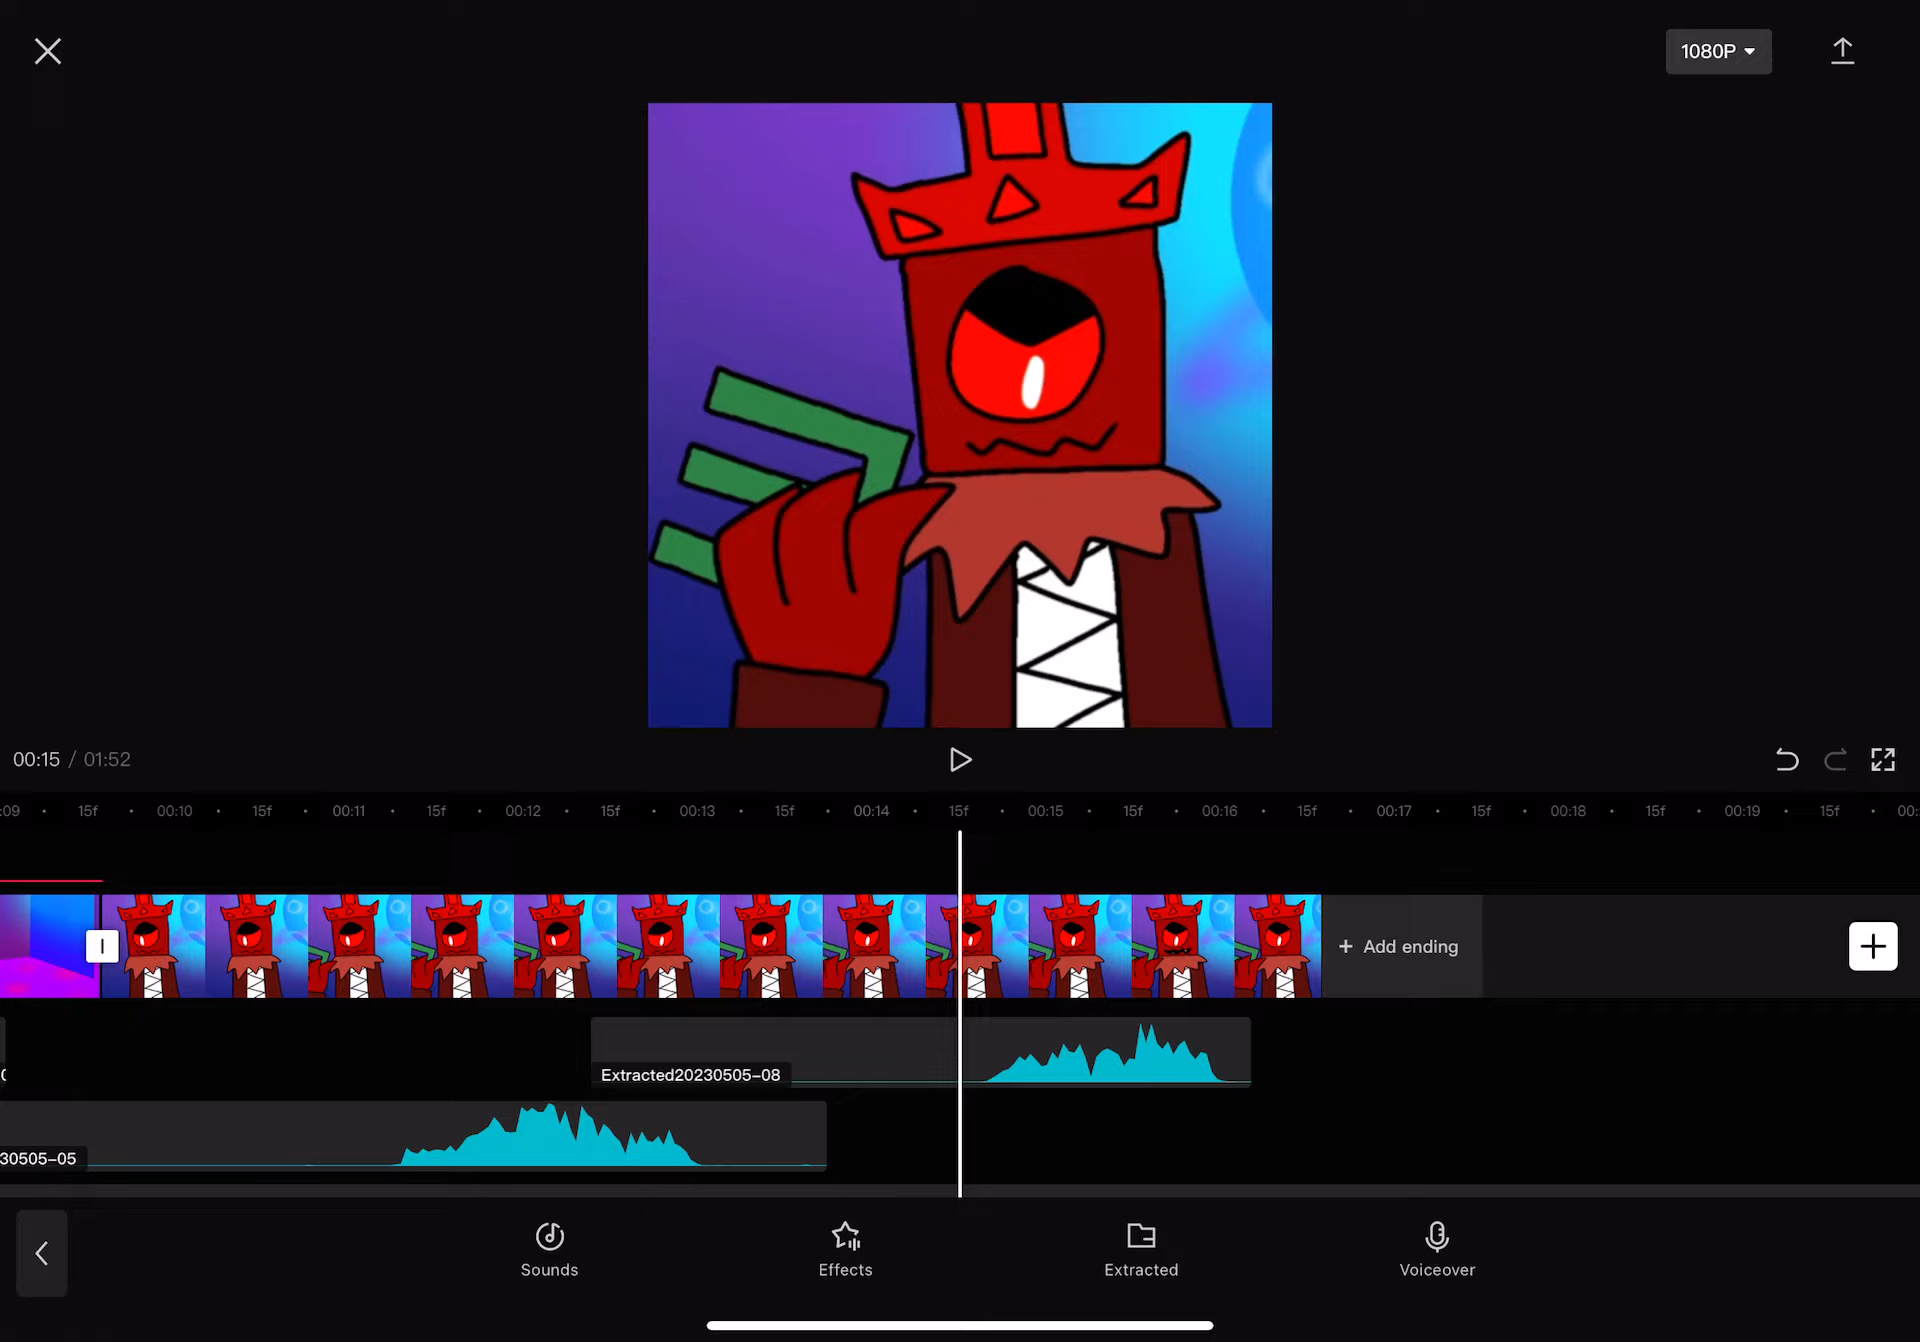 1080P
00:15 / 01:52
:09 15f 00:10 15f 00:11 15f 00:12 15f 00:13 15f 00:14 15f 00:15 15f 00:16 15f 00:17 15f 00:18 15f 00:19 15f 00:
+ Add ending
Extracted20230505-08
30505-05
Sounds
Effects
Extracted
Voiceover